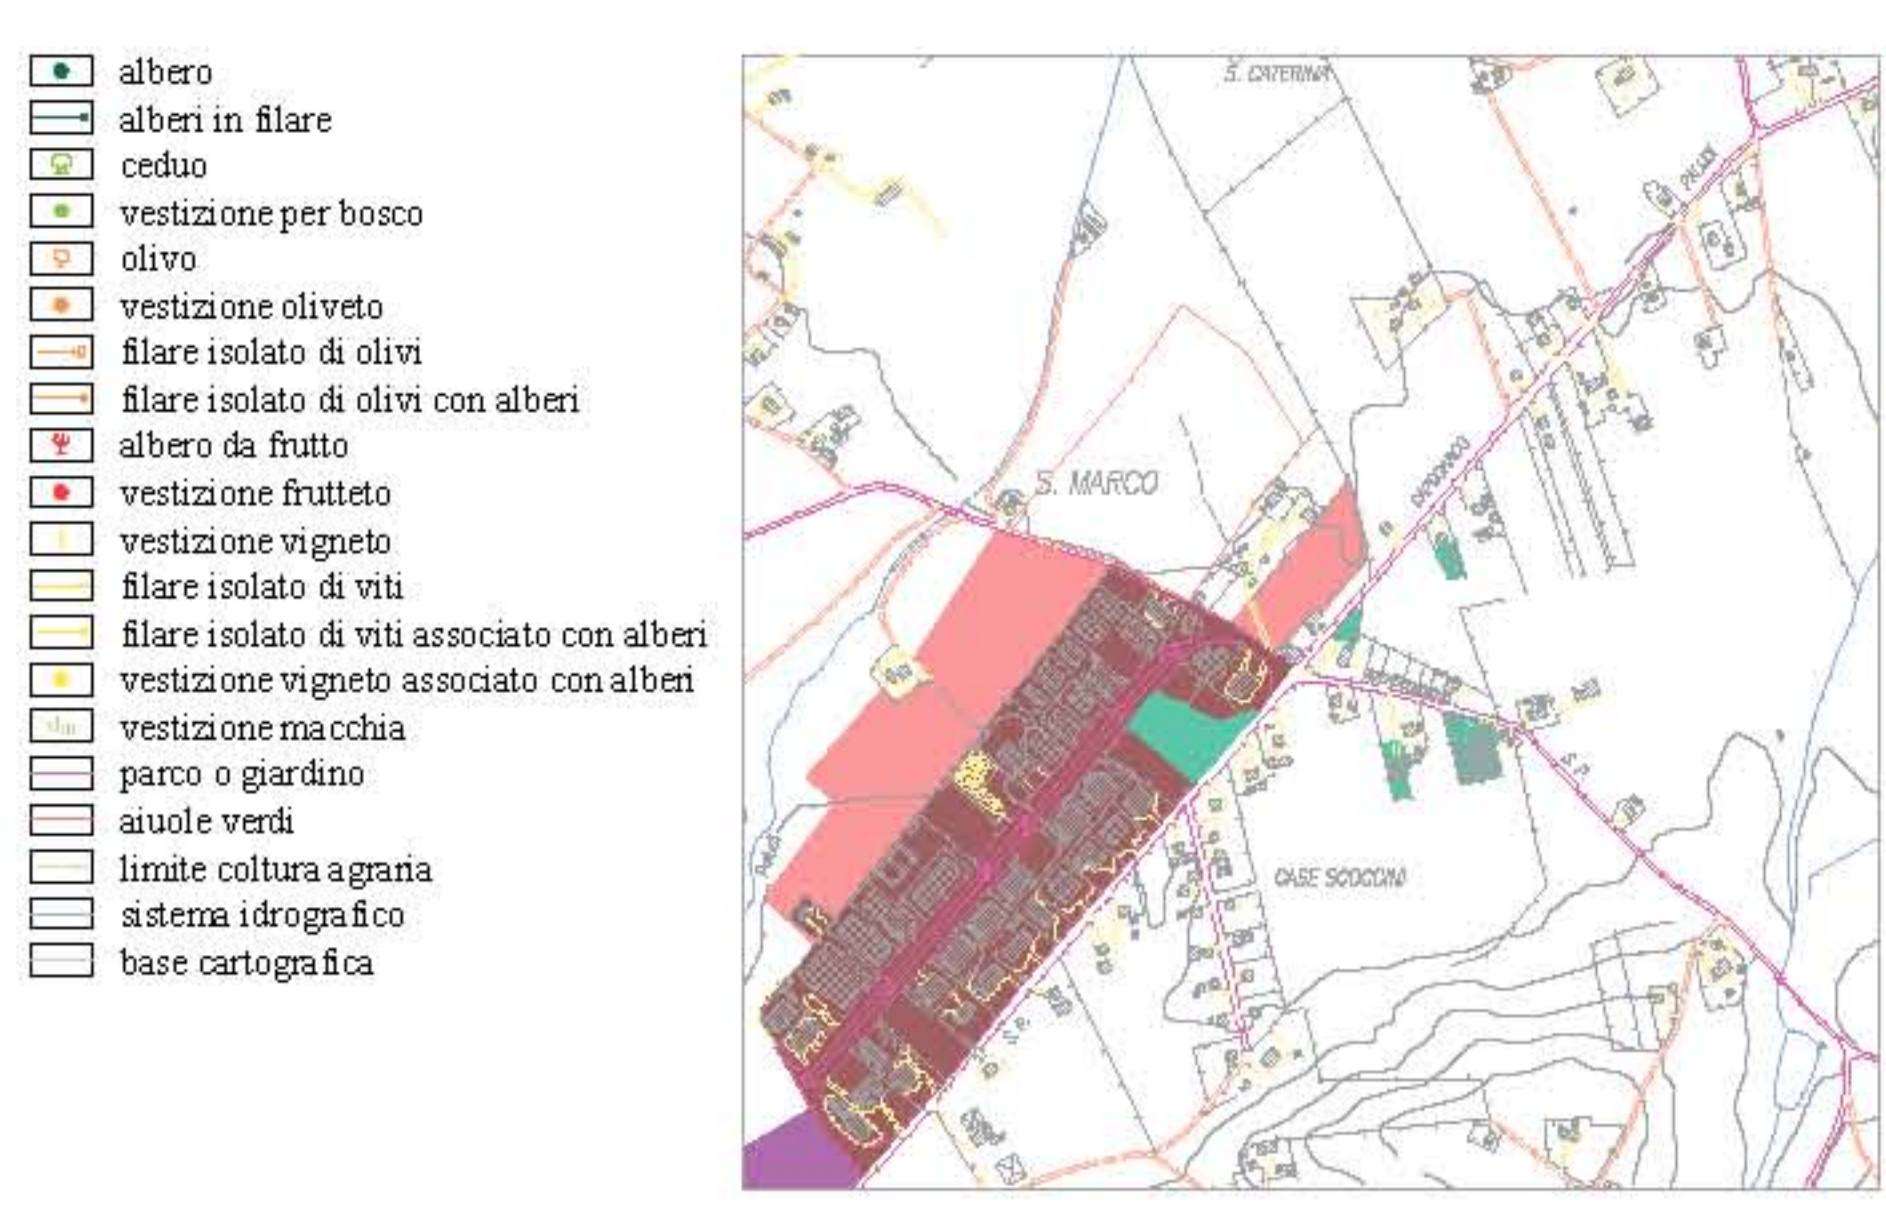 albero
alberi in filare
ceduo
vestizione per bosco
olivo
vestizione oliveto
filare isolato di olivi
filare isolato di olivi con alberi
albero da frutto
vestizione frutteto
vestizione vigneto
filare isolato di viti
filare isolato di viti associato con alberi
vestizione vigneto associato con alberi
vestizione macchia
parco o giardino
aiuole verdi
limite coltura agraria
sistema idrografico
base cartografica
S. CATERINA
S. MARCO
S.P.
CASE SCOCCINI
S.P.